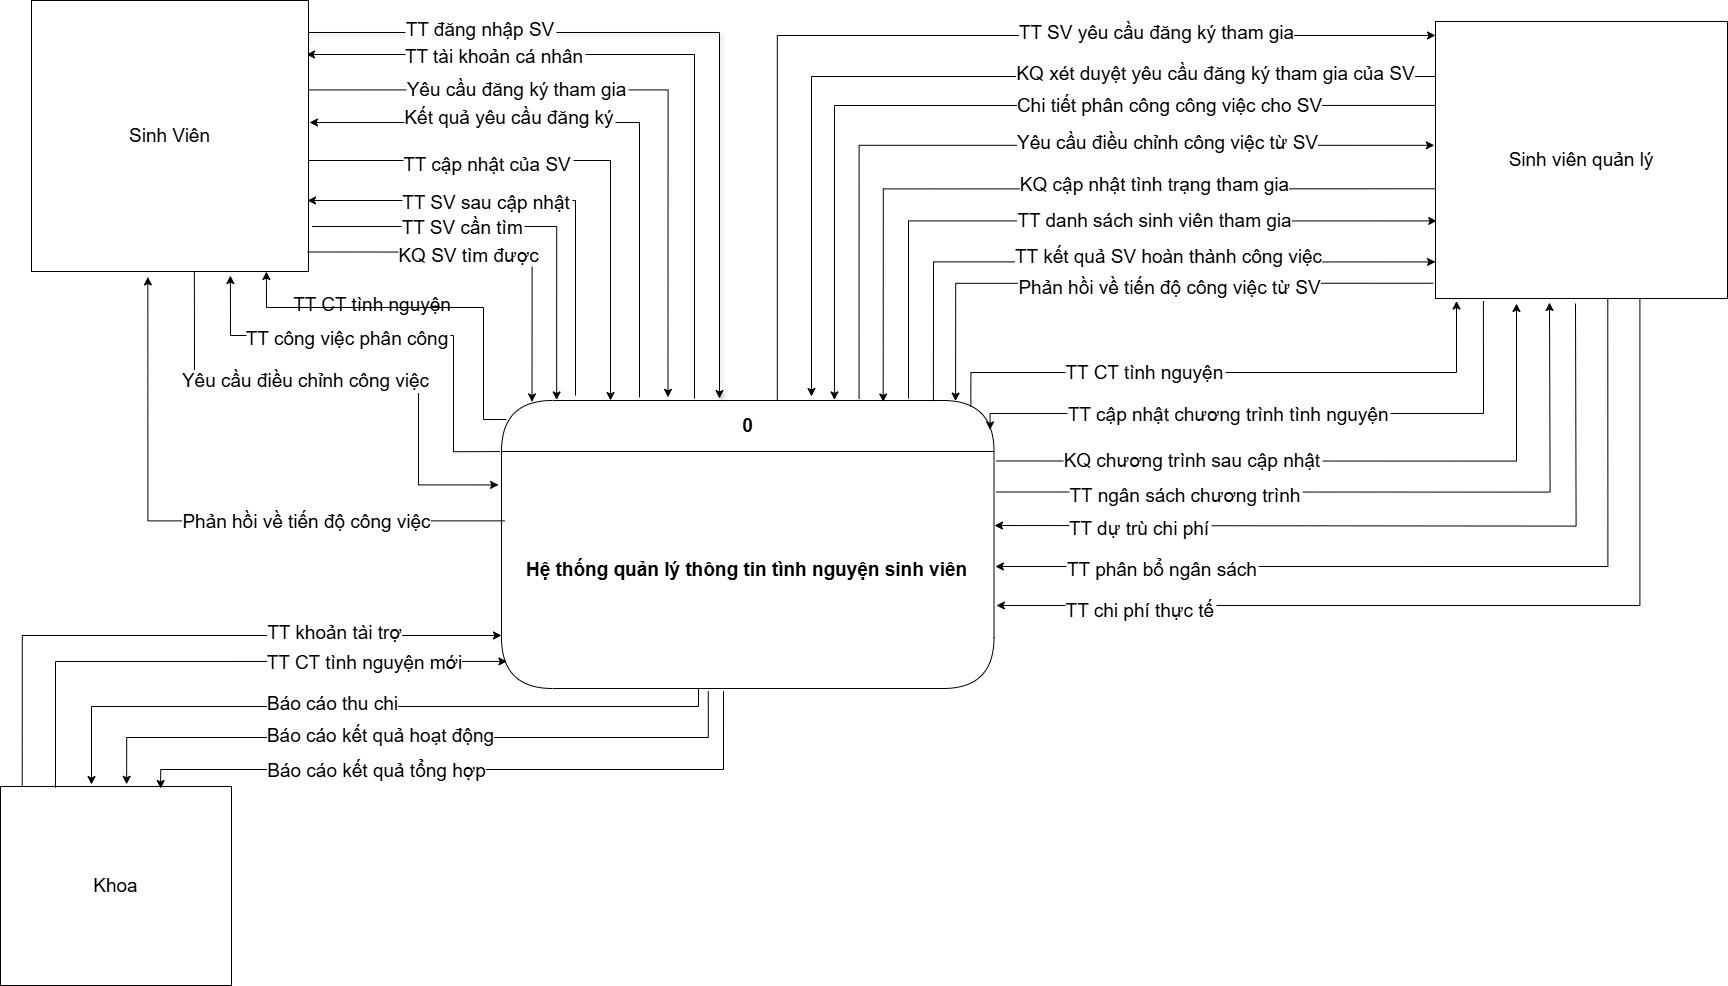 Sinh Viên
TT đăng nhập SV
TT tài khoản cá nhân
Yêu cầu đăng ký tham gia
Kết quả yêu cầu đăng ký
TT cập nhật của SV
TT SV sau cập nhật
TT SV cần tìm
KQ SV tìm được
TT CT tình nguyện
TT công việc phân công
Yêu cầu điều chỉnh công việc
Phản hồi về tiến độ công việc
TT SV yêu cầu đăng ký tham gia
KQ xét duyệt yêu cầu đăng ký tham gia của SV
Chi tiết phân công công việc cho SV
Yêu cầu điều chỉnh công việc từ SV
KQ cập nhật tình trạng tham gia
TT danh sách sinh viên tham gia
TT kết quả SV hoàn thành công việc
Phản hồi về tiến độ công việc từ SV
Sinh viên quản lý
TT CT tình nguyện
TT cập nhật chương trình tình nguyện
KQ chương trình sau cập nhật
TT ngân sách chương trình
TT dự trù chi phí
TT phân bổ ngân sách
TT chi phí thực tế
0
Hệ thống quản lý thông tin tình nguyện sinh viên
TT khoản tài trợ
TT CT tình nguyện mới
Báo cáo thu chi
Báo cáo kết quả hoạt động
Báo cáo kết quả tổng hợp
Khoa